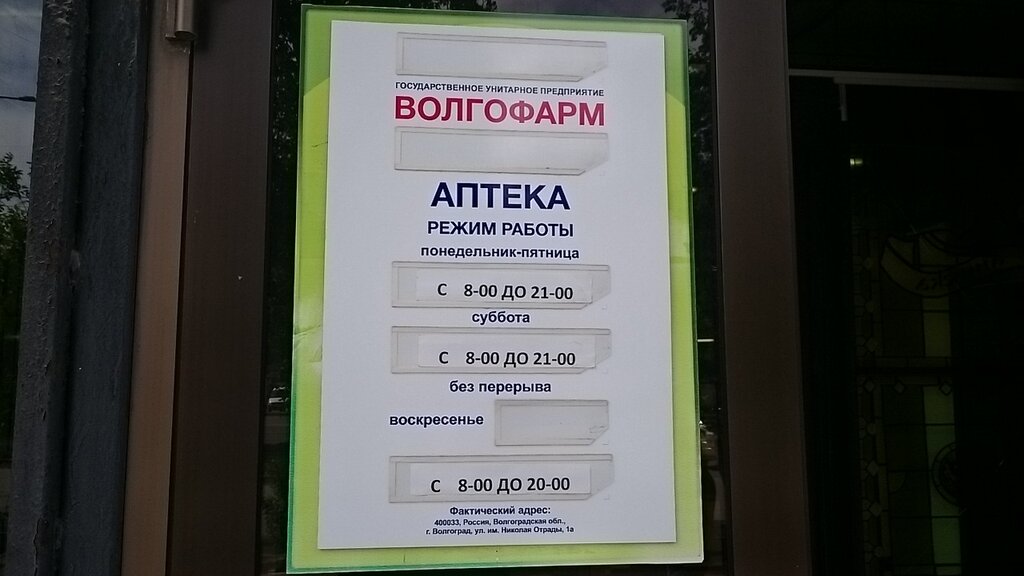 ГОСУДАРСТВЕННОЕ УНИТАРНОЕ ПРЕДПРИЯТИЕ
ВОЛГОФАРМ
АПТЕКА
РЕЖИМ РАБОТЫ
понедельник-пятница
С 8-00 ДО 21-00
суббота
С 8-00 ДО 21-00
без перерыва
воскресенье
С 8-00 ДО 20-00
Фактический адрес:
400033, Россия, Волгоградская обл.,
г. Волгоград, ул. им. Николая Отрады, 1а